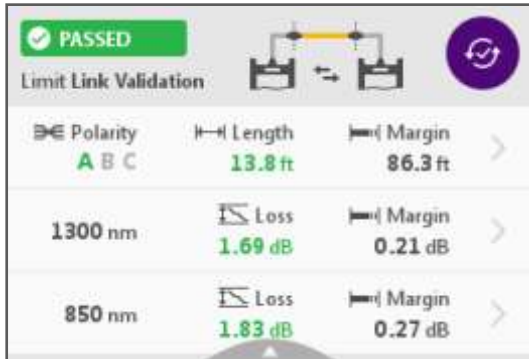 PASSED
Limit Link Validation
Polarity Length Margin
A B C 13.8 ft 86.3 ft
1300 nm Loss Margin
1.69 dB 0.21 dB
850 nm Loss Margin
1.83 dB 0.27 dB